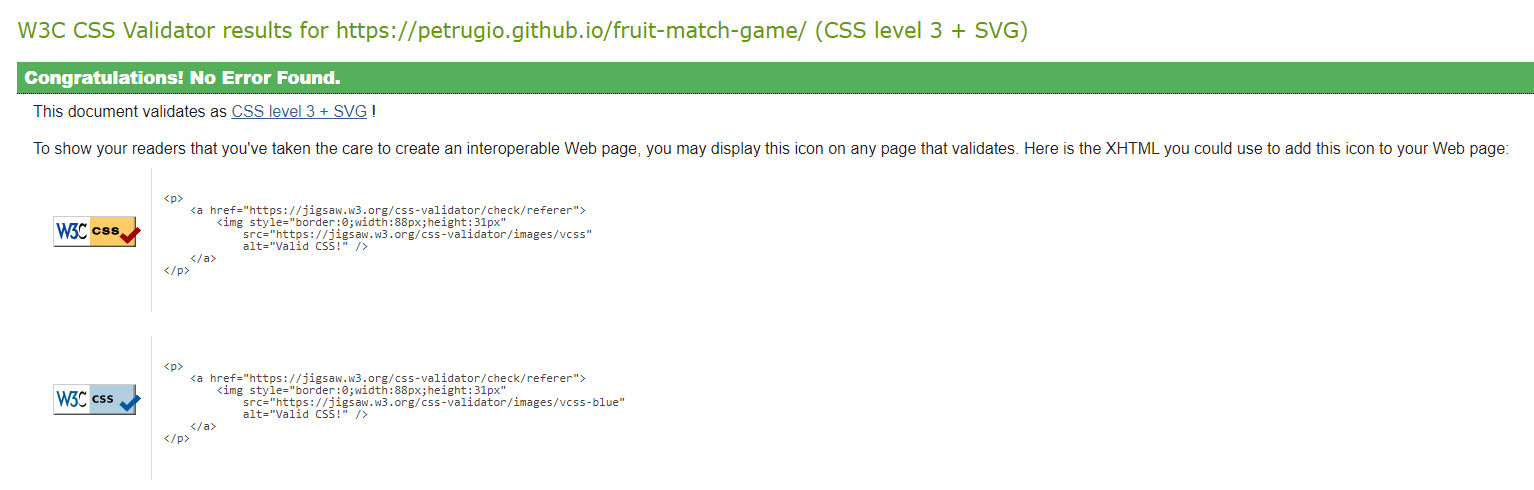 W3C CSS Validator results for https://petrugio.github.io/fruit-match-game/ (CSS level 3 + SVG)
Congratulations! No Error Found.
This document validates as CSS level 3 + SVG !
To show your readers that you've taken the care to create an interoperable Web page, you may display this icon on any page that validates. Here is the XHTML you could use to add this icon to your Web page:
W3C css
<p>
    <a href="https://jigsaw.w3.org/css-validator/check/referer">
        <img style="border:0;width:88px;height:31px"
            src="https://jigsaw.w3.org/css-validator/images/vcss"
            alt="Valid CSS!" />
    </a>
</p>
W3C css
<p>
    <a href="https://jigsaw.w3.org/css-validator/check/referer">
        <img style="border:0;width:88px;height:31px"
            src="https://jigsaw.w3.org/css-validator/images/vcss-blue"
            alt="Valid CSS!" />
    </a>
</p>